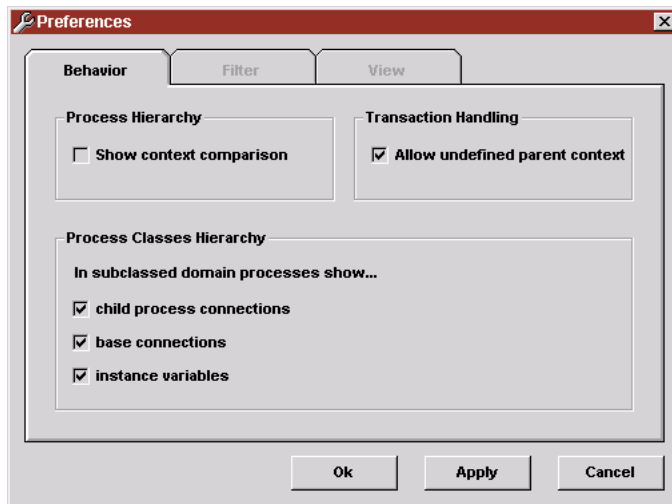 Preferences
Behavior Filter View
Process Hierarchy Transaction Handling
Show context comparison Allow undefined parent context
Process Classes Hierarchy
In subclassed domain processes show...
child process connections
base connections
instance variables
Ok Apply Cancel